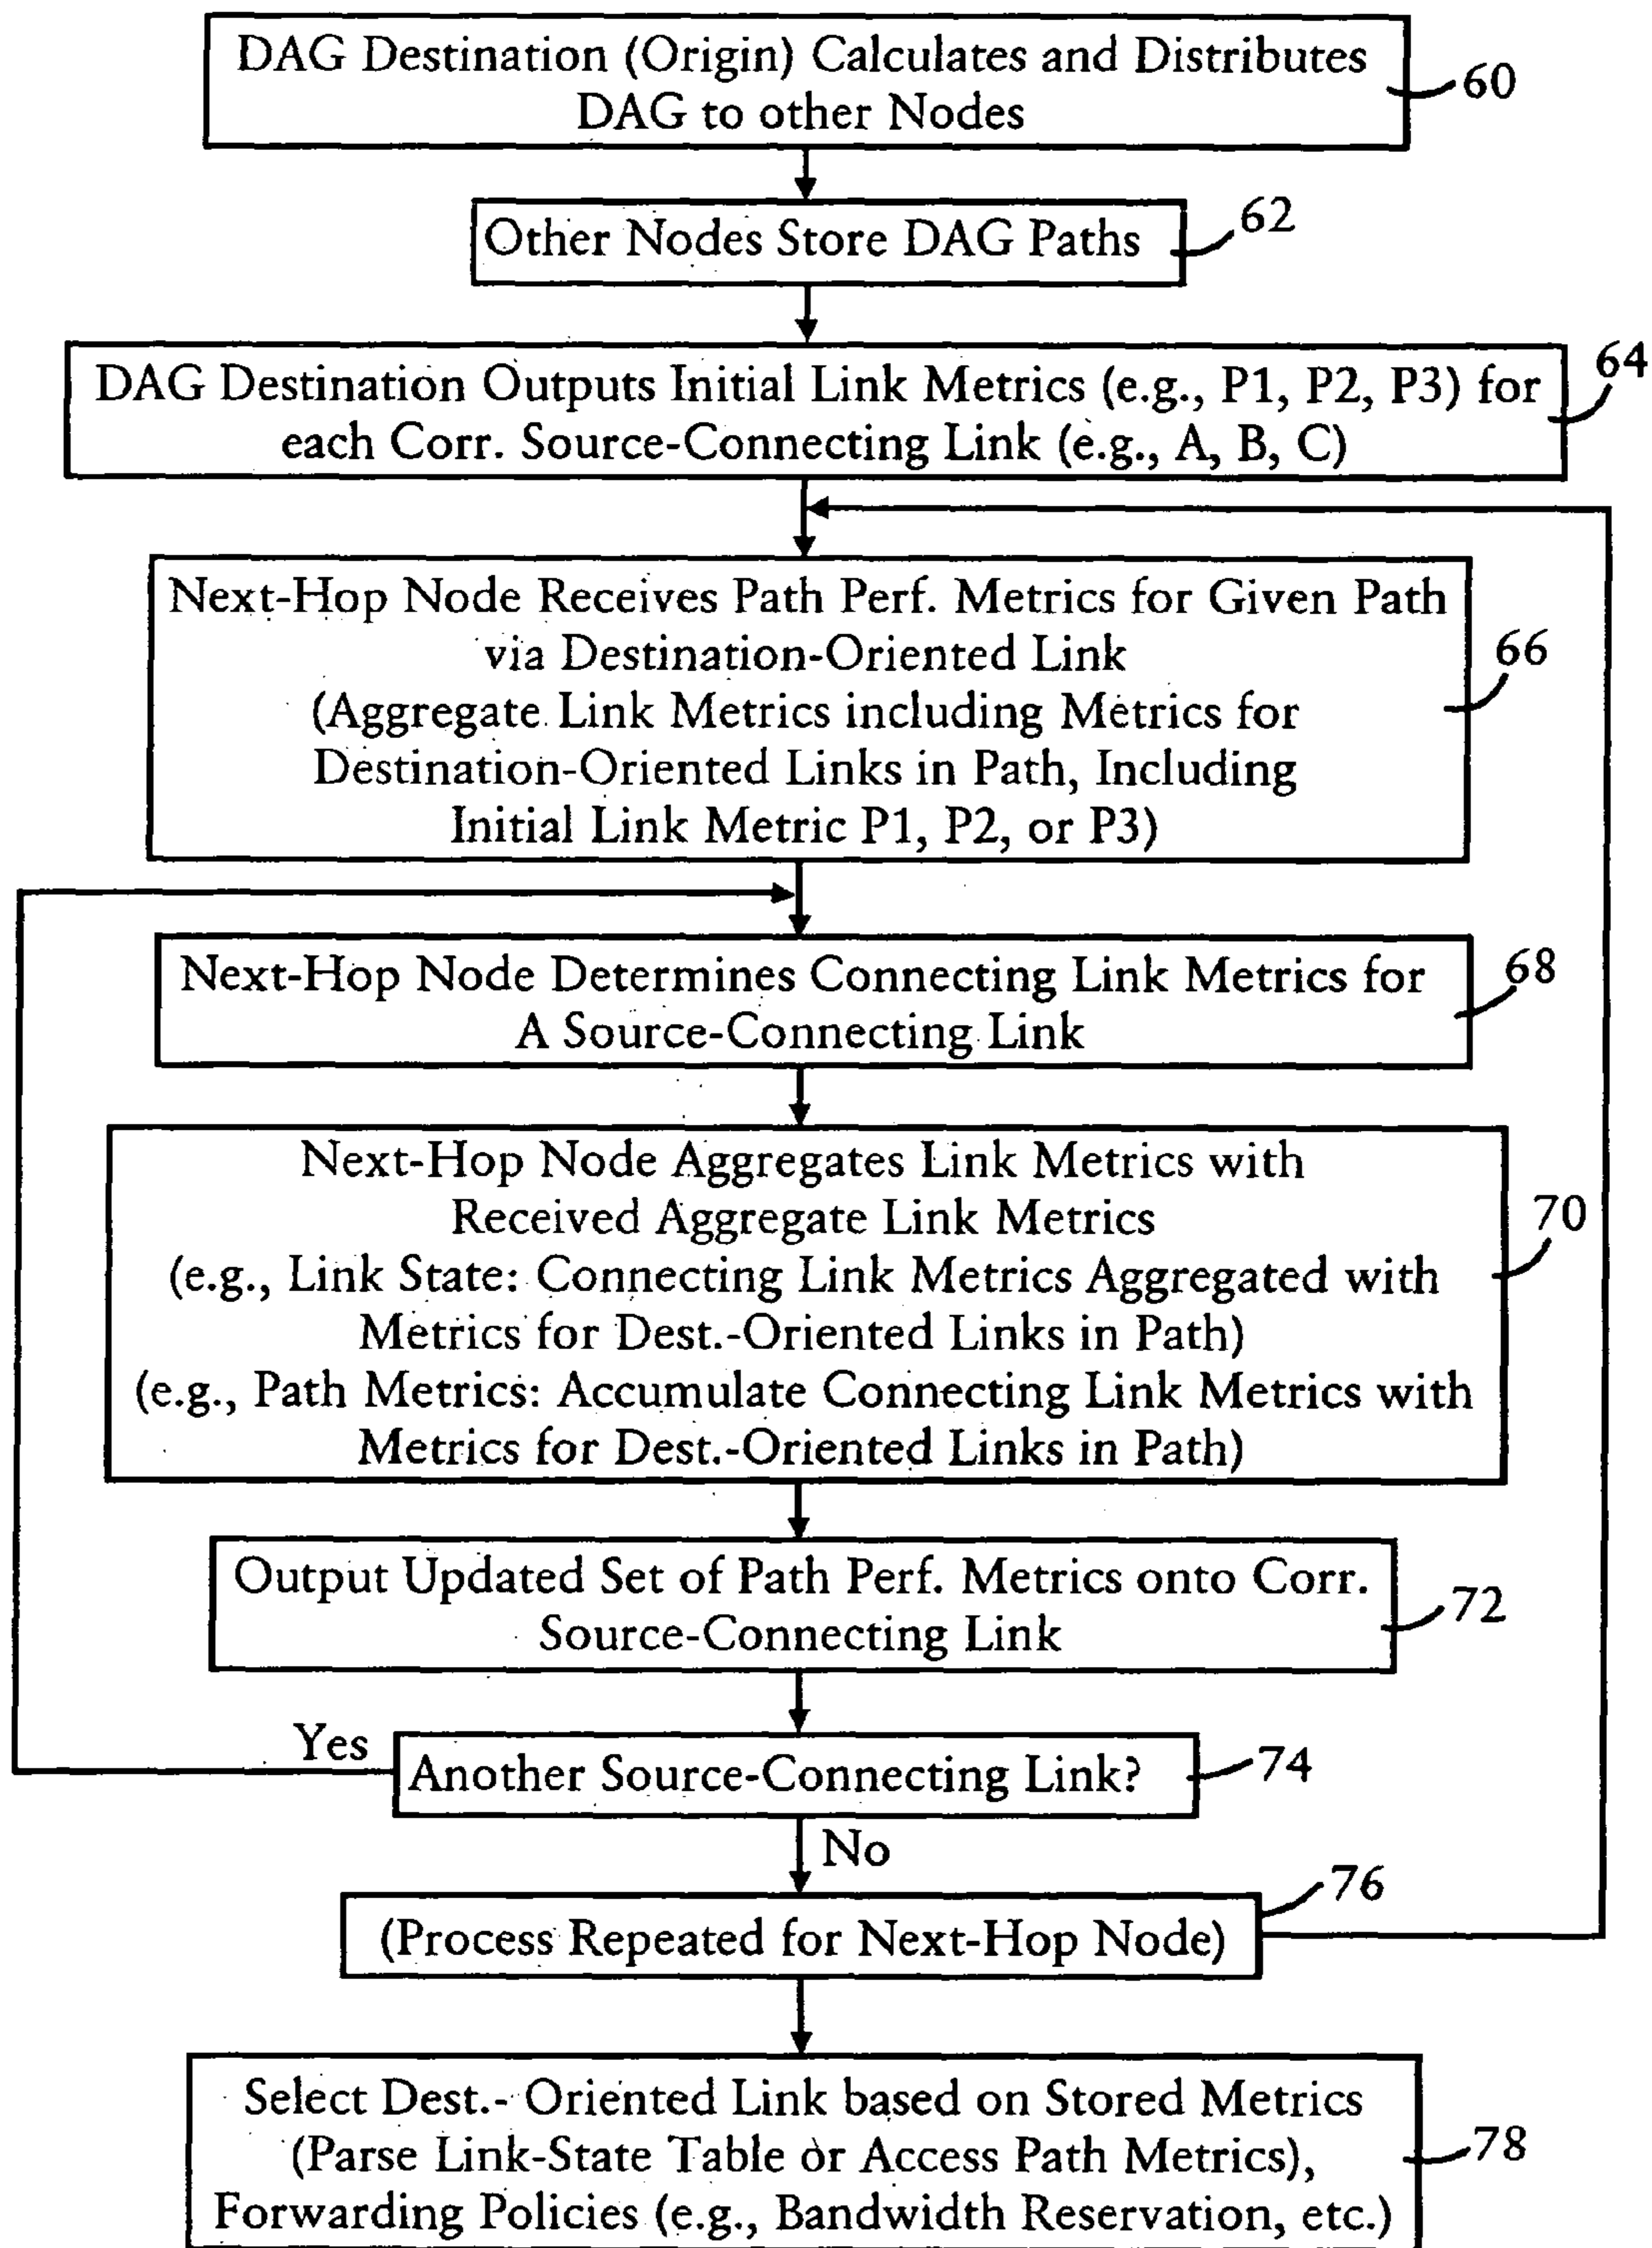 DAG Destination (Origin) Calculates and Distributes
DAG to other Nodes
60
Other Nodes Store DAG Paths
62
DAG Destination Outputs Initial Link Metrics (e.g., P1, P2, P3) for
each Corr. Source-Connecting Link (e.g., A, B, C)
64
Next-Hop Node Receives Path Perf. Metrics for Given Path
via Destination-Oriented Link
(Aggregate Link Metrics including Metrics for
Destination-Oriented Links in Path, Including
Initial Link Metric P1, P2, or P3)
66
Next-Hop Node Determines Connecting Link Metrics for
A Source-Connecting Link
68
Next-Hop Node Aggregates Link Metrics with
Received Aggregate Link Metrics
(e.g., Link State: Connecting Link Metrics Aggregated with
Metrics for Dest.-Oriented Links in Path)
(e.g., Path Metrics: Accumulate Connecting Link Metrics with
Metrics for Dest.-Oriented Links in Path)
70
Output Updated Set of Path Perf. Metrics onto Corr.
Source-Connecting Link
72
Yes
Another Source-Connecting Link?
74
No
(Process Repeated for Next-Hop Node)
76
Select Dest.- Oriented Link based on Stored Metrics
(Parse Link-State Table or Access Path Metrics),
Forwarding Policies (e.g., Bandwidth Reservation, etc.)
78